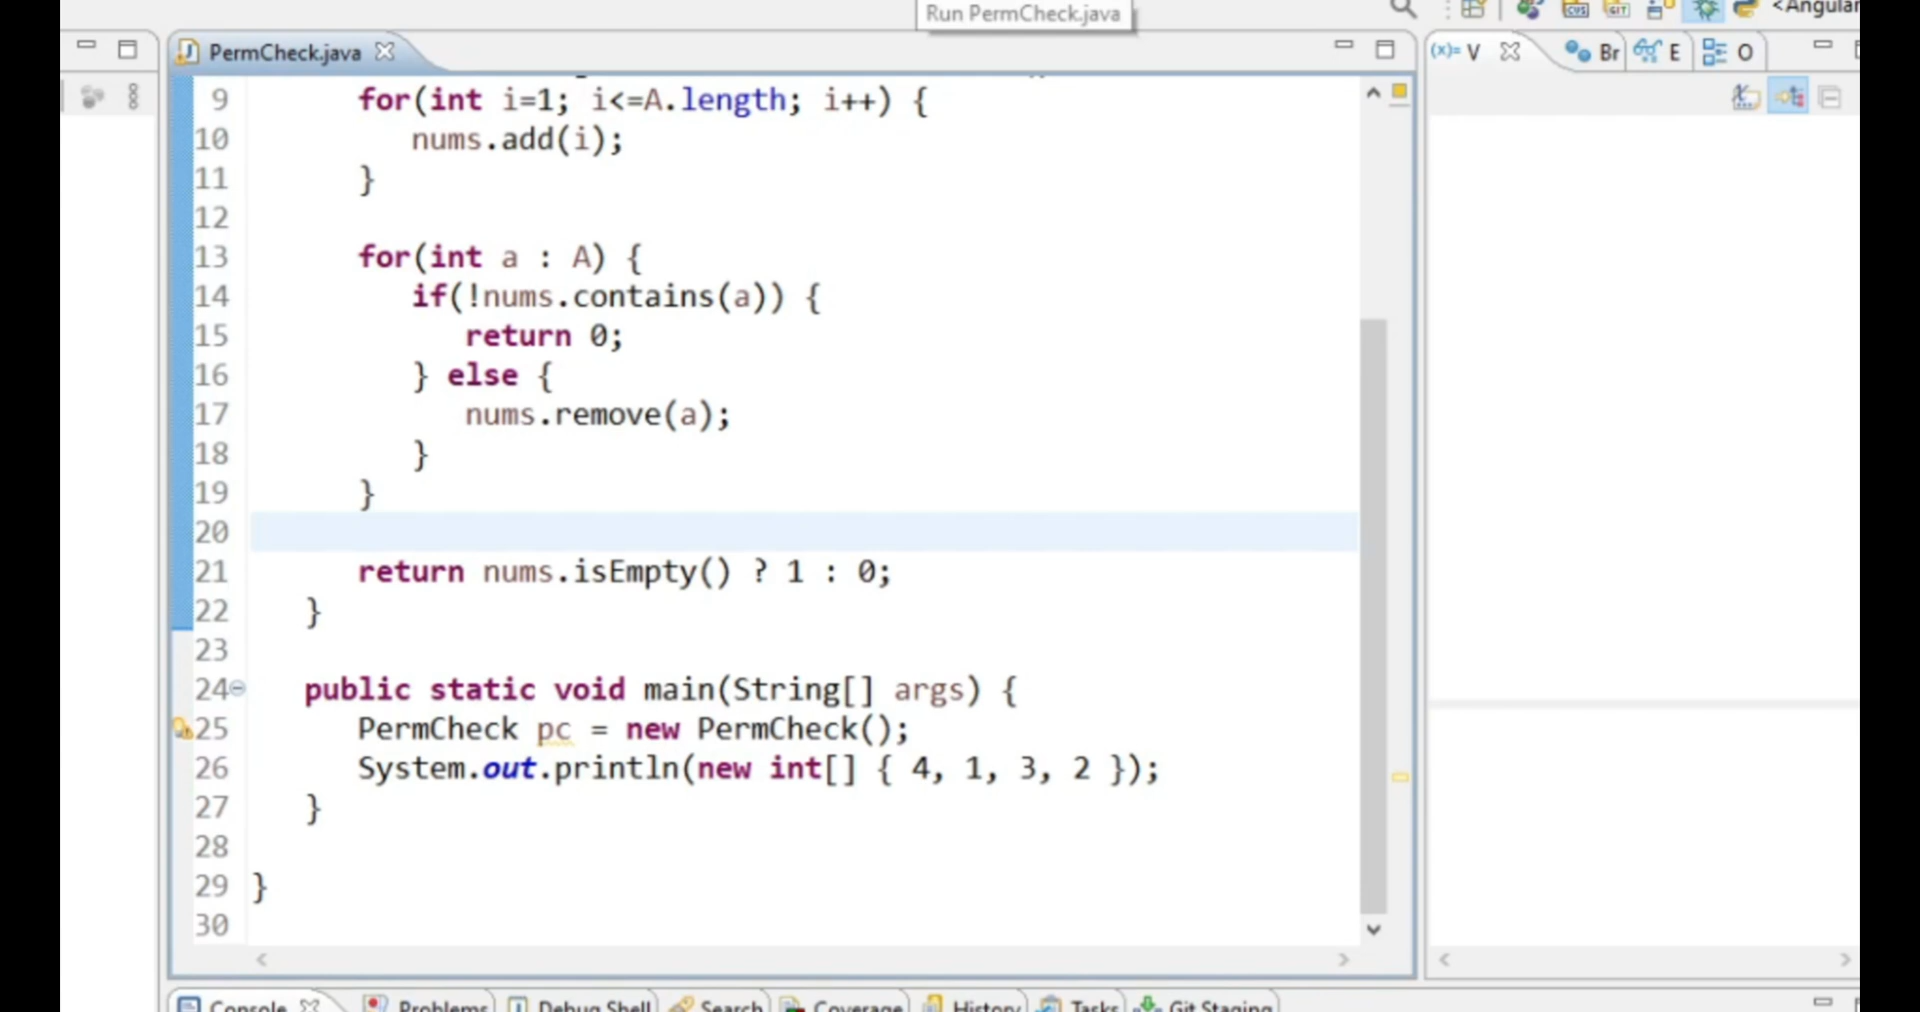 Run PermCheck.java
<Angular
PermCheck.java
(x)= V
Br
E
O
9 for(int i=1; i<=A.length; i++) {
10 nums.add(i);
11 }
12
13 for(int a : A) {
14 if(!nums.contains(a)) {
15 return 0;
16 } else {
17 nums.remove(a);
18 }
19 }
20
21 return nums.isEmpty() ? 1 : 0;
22 }
23
24 public static void main(String[] args) {
25 PermCheck pc = new PermCheck();
26 System.out.println(new int[] { 4, 1, 3, 2 });
27 }
28
29 }
30
Console
Problems
Debug Shell
Search
Coverage
History
Tasks
Git Staging